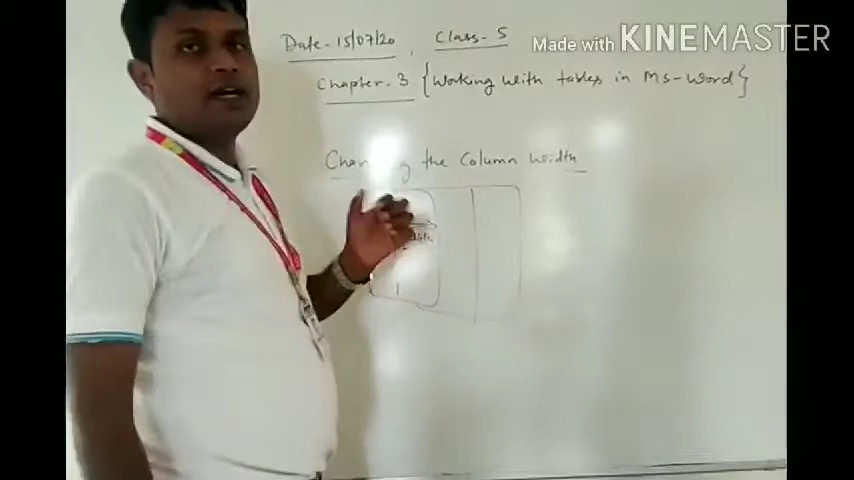 Date - 15/07/20 , Class - 5
Made with KINEMASTER
Chapter - 3 {Working with tables in Ms-Word}
Changing the Column Width